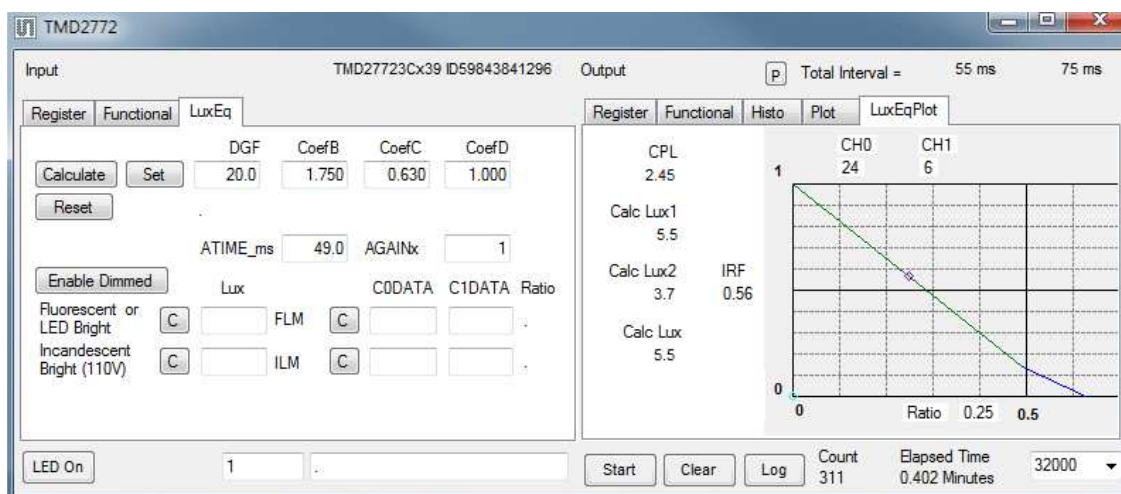 TMD2772
Input TMD27723Cx39 ID59843841296
Register Functional LuxEq
DGF CoefB CoefC CoefD
Calculate Set 20.0 1.750 0.630 1.000
Reset .
ATIME_ms 49.0 AGAINx 1
Enable Dimmed Lux C0DATA C1DATA Ratio
Fluorescent or
LED Bright C FLM C .
Incandescent
Bright (110V) C ILM C .
LED On 1 .
Output P Total Interval = 55 ms 75 ms
Register Functional Histo Plot LuxEqPlot
CPL CH0 CH1
2.45 1 24 6
Calc Lux1
5.5
Calc Lux2 IRF
3.7 0.56
Calc Lux
5.5
0
0 Ratio 0.25 0.5
Start Clear Log Count Elapsed Time 32000
311 0.402 Minutes